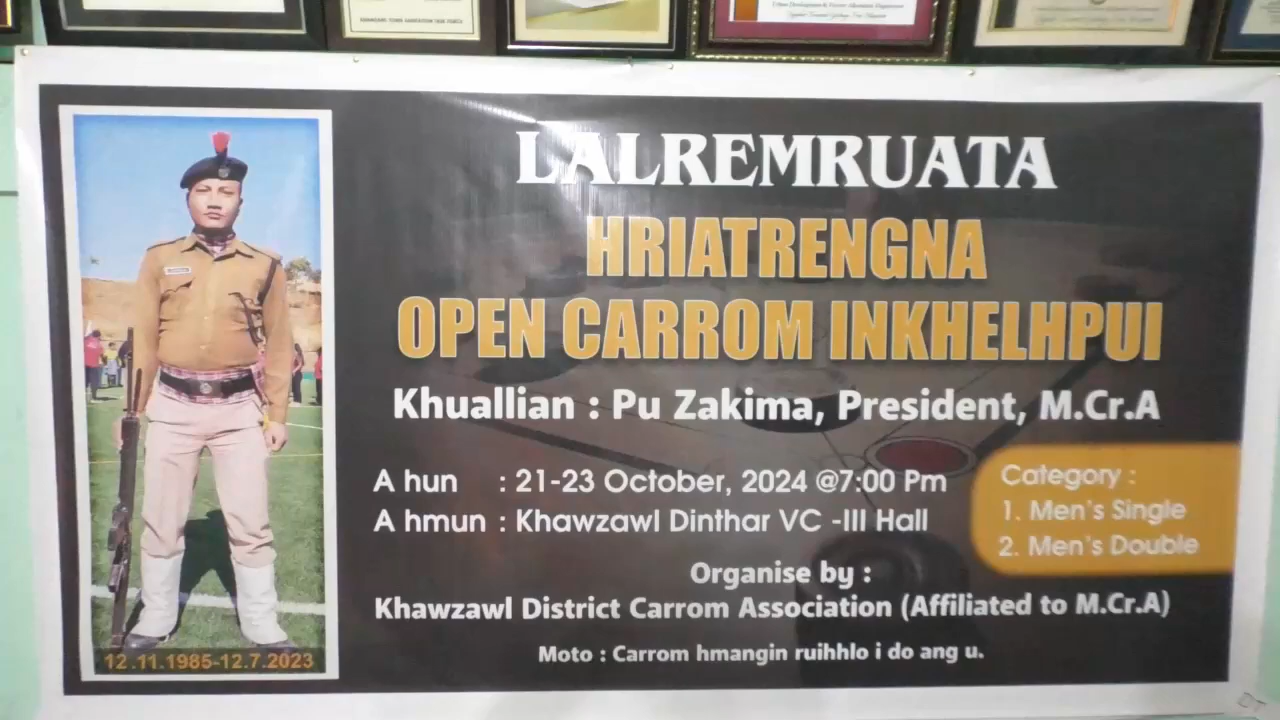 LALREMRUATA
HRIATRENGNA
OPEN CARROM INKHELHPUI
Khuallian : Pu Zakima, President, M.Cr.A
A hun : 21-23 October, 2024 @7:00 Pm
A hmun : Khawzawl Dinthar VC -III Hall
Category :
1. Men's Single
2. Men's Double
Organise by :
Khawzawl District Carrom Association (Affiliated to M.Cr.A)
Moto : Carrom hmangin ruihhlo i do ang u.
12.11.1985-12.7.2023